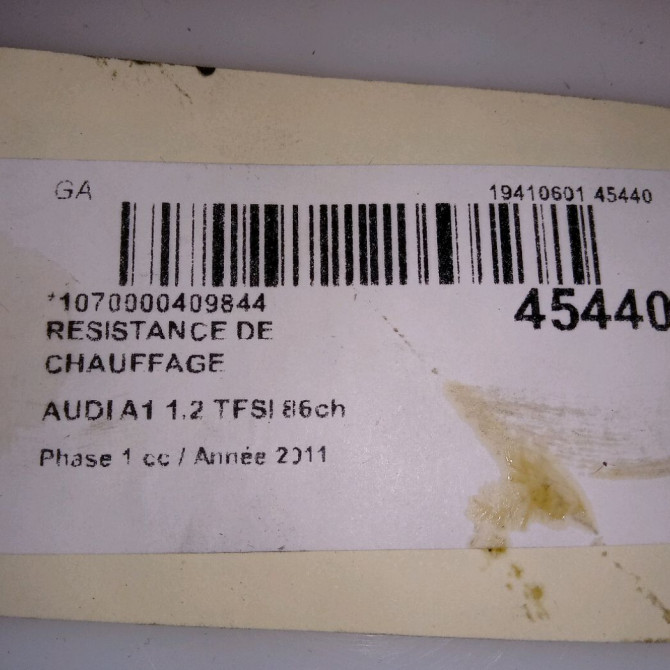 GA
19410601 45440
*1070000409844
45440
RESISTANCE DE
CHAUFFAGE
AUDI A1 1.2 TFSI 86ch
Phase 1 cc / Année 2011